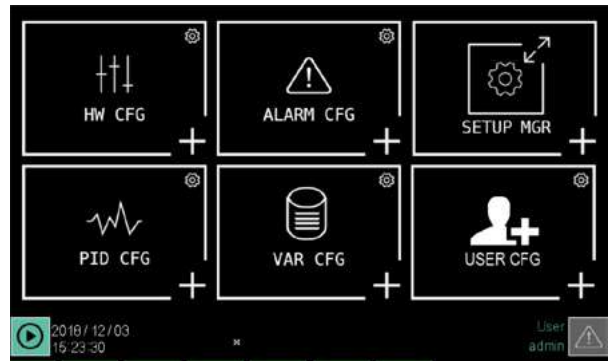 HW CFG
ALARM CFG
SETUP MGR
PID CFG
VAR CFG
USER CFG
2018/12/03
15:23:30
User
admin